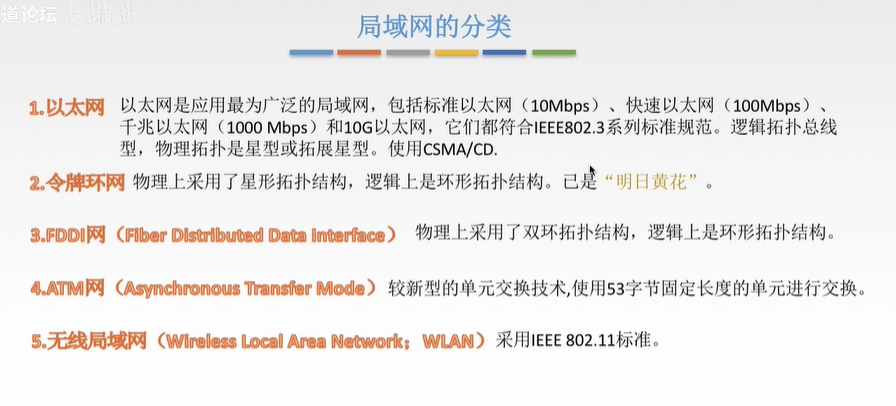 道论坛
局域网的分类
1.以太网 以太网是应用最为广泛的局域网，包括标准以太网（10Mbps）、快速以太网（100Mbps）、
千兆以太网（1000 Mbps）和10G以太网，它们都符合IEEE802.3系列标准规范。逻辑拓扑总线
型，物理拓扑是星型或拓展星型。使用CSMA/CD.
2.令牌环网 物理上采用了星形拓扑结构，逻辑上是环形拓扑结构。已是“明日黄花”。
3.FDDI网（Fiber Distributed Data Interface） 物理上采用了双环拓扑结构，逻辑上是环形拓扑结构。
4.ATM网（Asynchronous Transfer Mode） 较新型的单元交换技术,使用53字节固定长度的单元进行交换。
5.无线局域网（Wireless Local Area Network；WLAN） 采用IEEE 802.11标准。